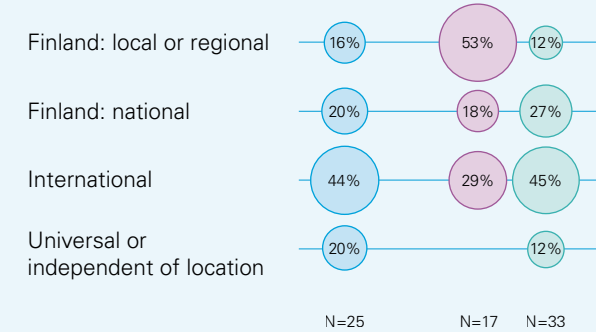 Finland: local or regional 16% 53% 12%
Finland: national 20% 18% 27%
International 44% 29% 45%
Universal or
independent of location 20% 12%
N=25 N=17 N=33